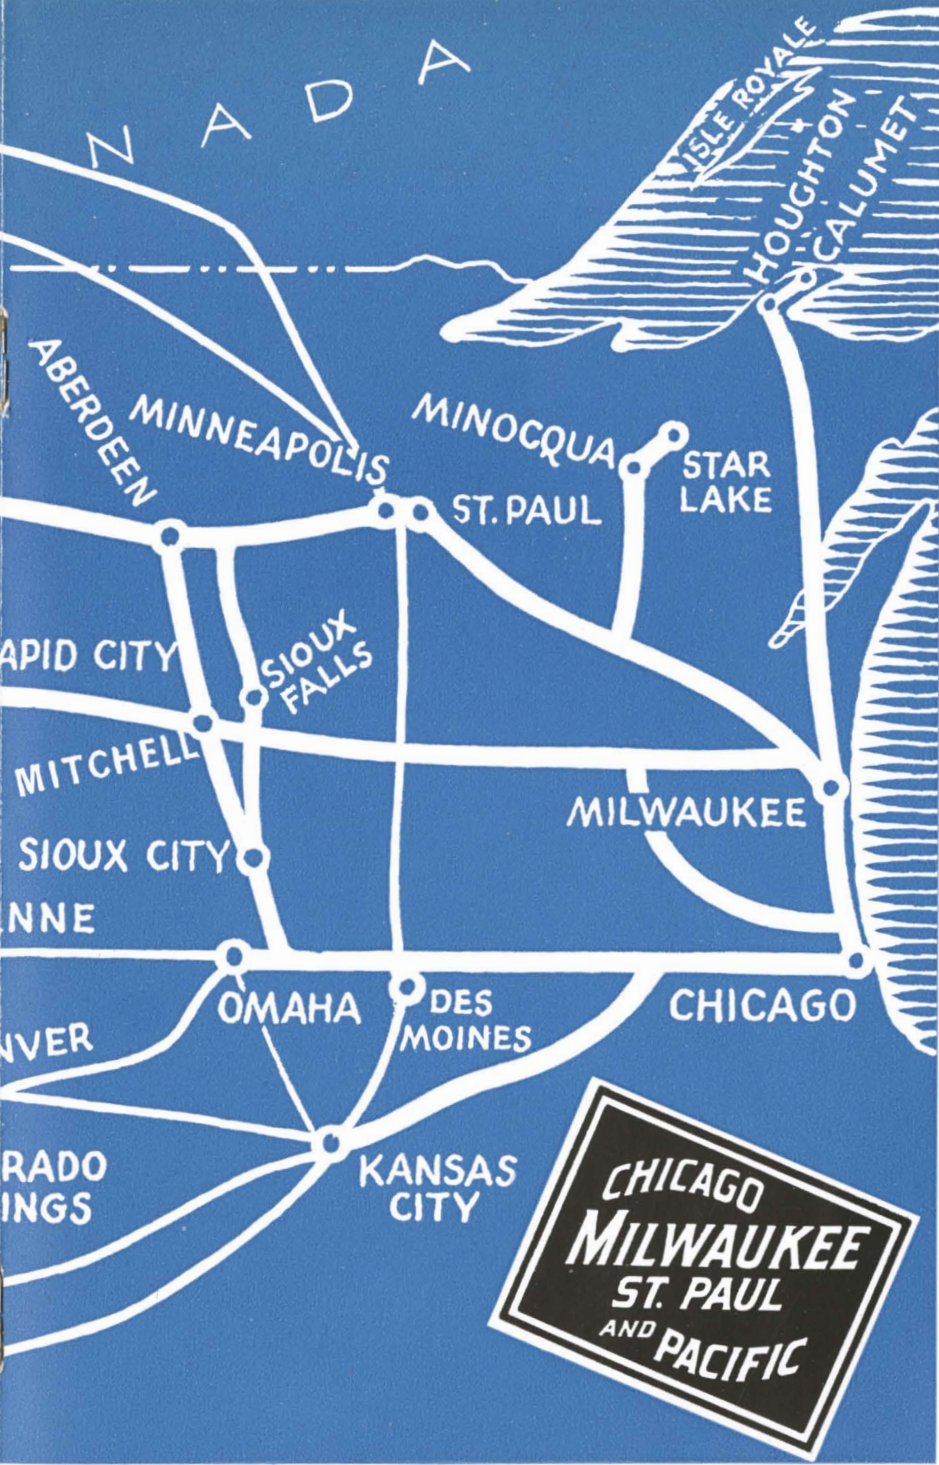 NADA
ISLE ROYALE
HOUGHTON
CALUMET
ABERDEEN
MINNEAPOLIS
MINOCQUA
STAR
LAKE
ST. PAUL
APID CITY
SIOUX
FALLS
MITCHELL
MILWAUKEE
SIOUX CITY
NNE
OMAHA
DES
MOINES
CHICAGO
NVER
RADO
INGS
KANSAS
CITY
CHICAGO
MILWAUKEE
ST. PAUL
AND PACIFIC